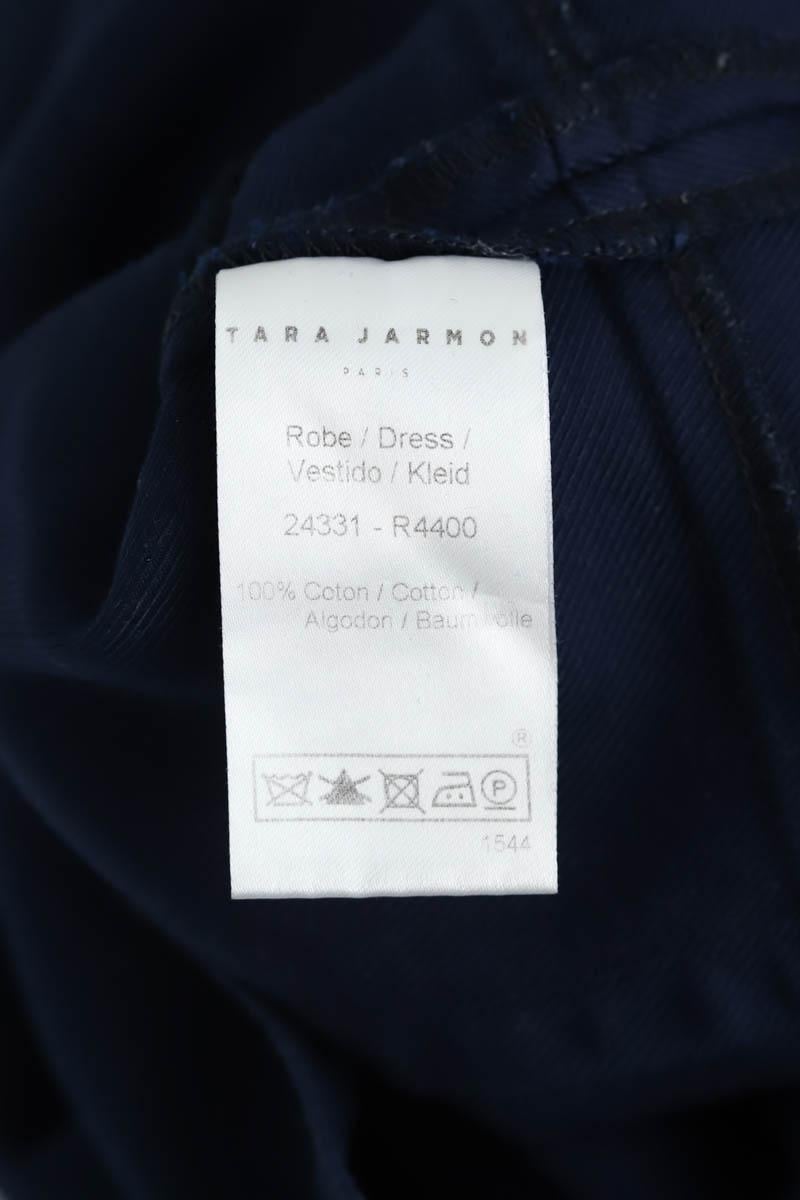 TARA JARMON
PARIS
Robe / Dress /
Vestido / Kleid
24331 - R4400
100% Coton / Cotton /
Algodon / Baumwolle
®
P
1544